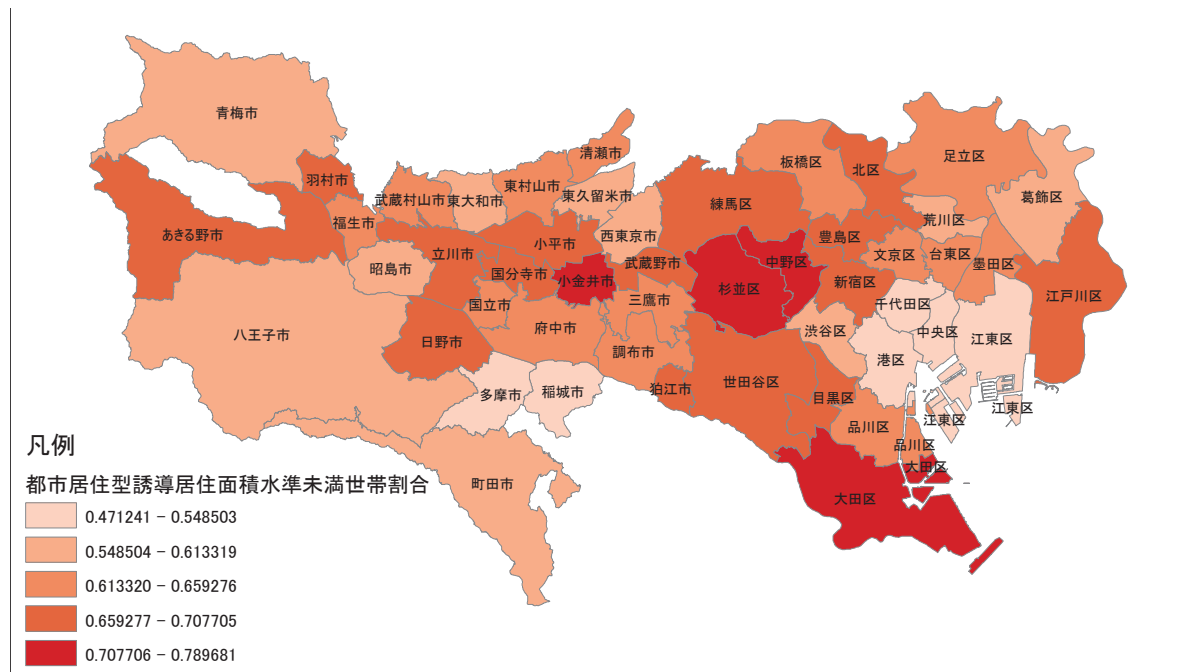 青梅市
清瀬市
足立区
板橋区
北区
羽村市
武蔵村山市
東大和市
東村山市
東久留米市
葛飾区
練馬区
荒川区
福生市
あきる野市
西東京市
豊島区
文京区
台東区
墨田区
立川市
小平市
昭島市
国分寺市
小金井市
武蔵野市
中野区
杉並区
新宿区
江戸川区
国立市
三鷹市
千代田区
八王子市
日野市
府中市
調布市
渋谷区
中央区
江東区
港区
多摩市
稲城市
狛江市
世田谷区
目黒区
江東区
江東区
品川区
品川区
大田区
大田区
町田市
凡例
都市居住型誘導居住面積水準未満世帯割合
0.471241 − 0.548503
0.548504 − 0.613319
0.613320 − 0.659276
0.659277 − 0.707705
0.707706 − 0.789681